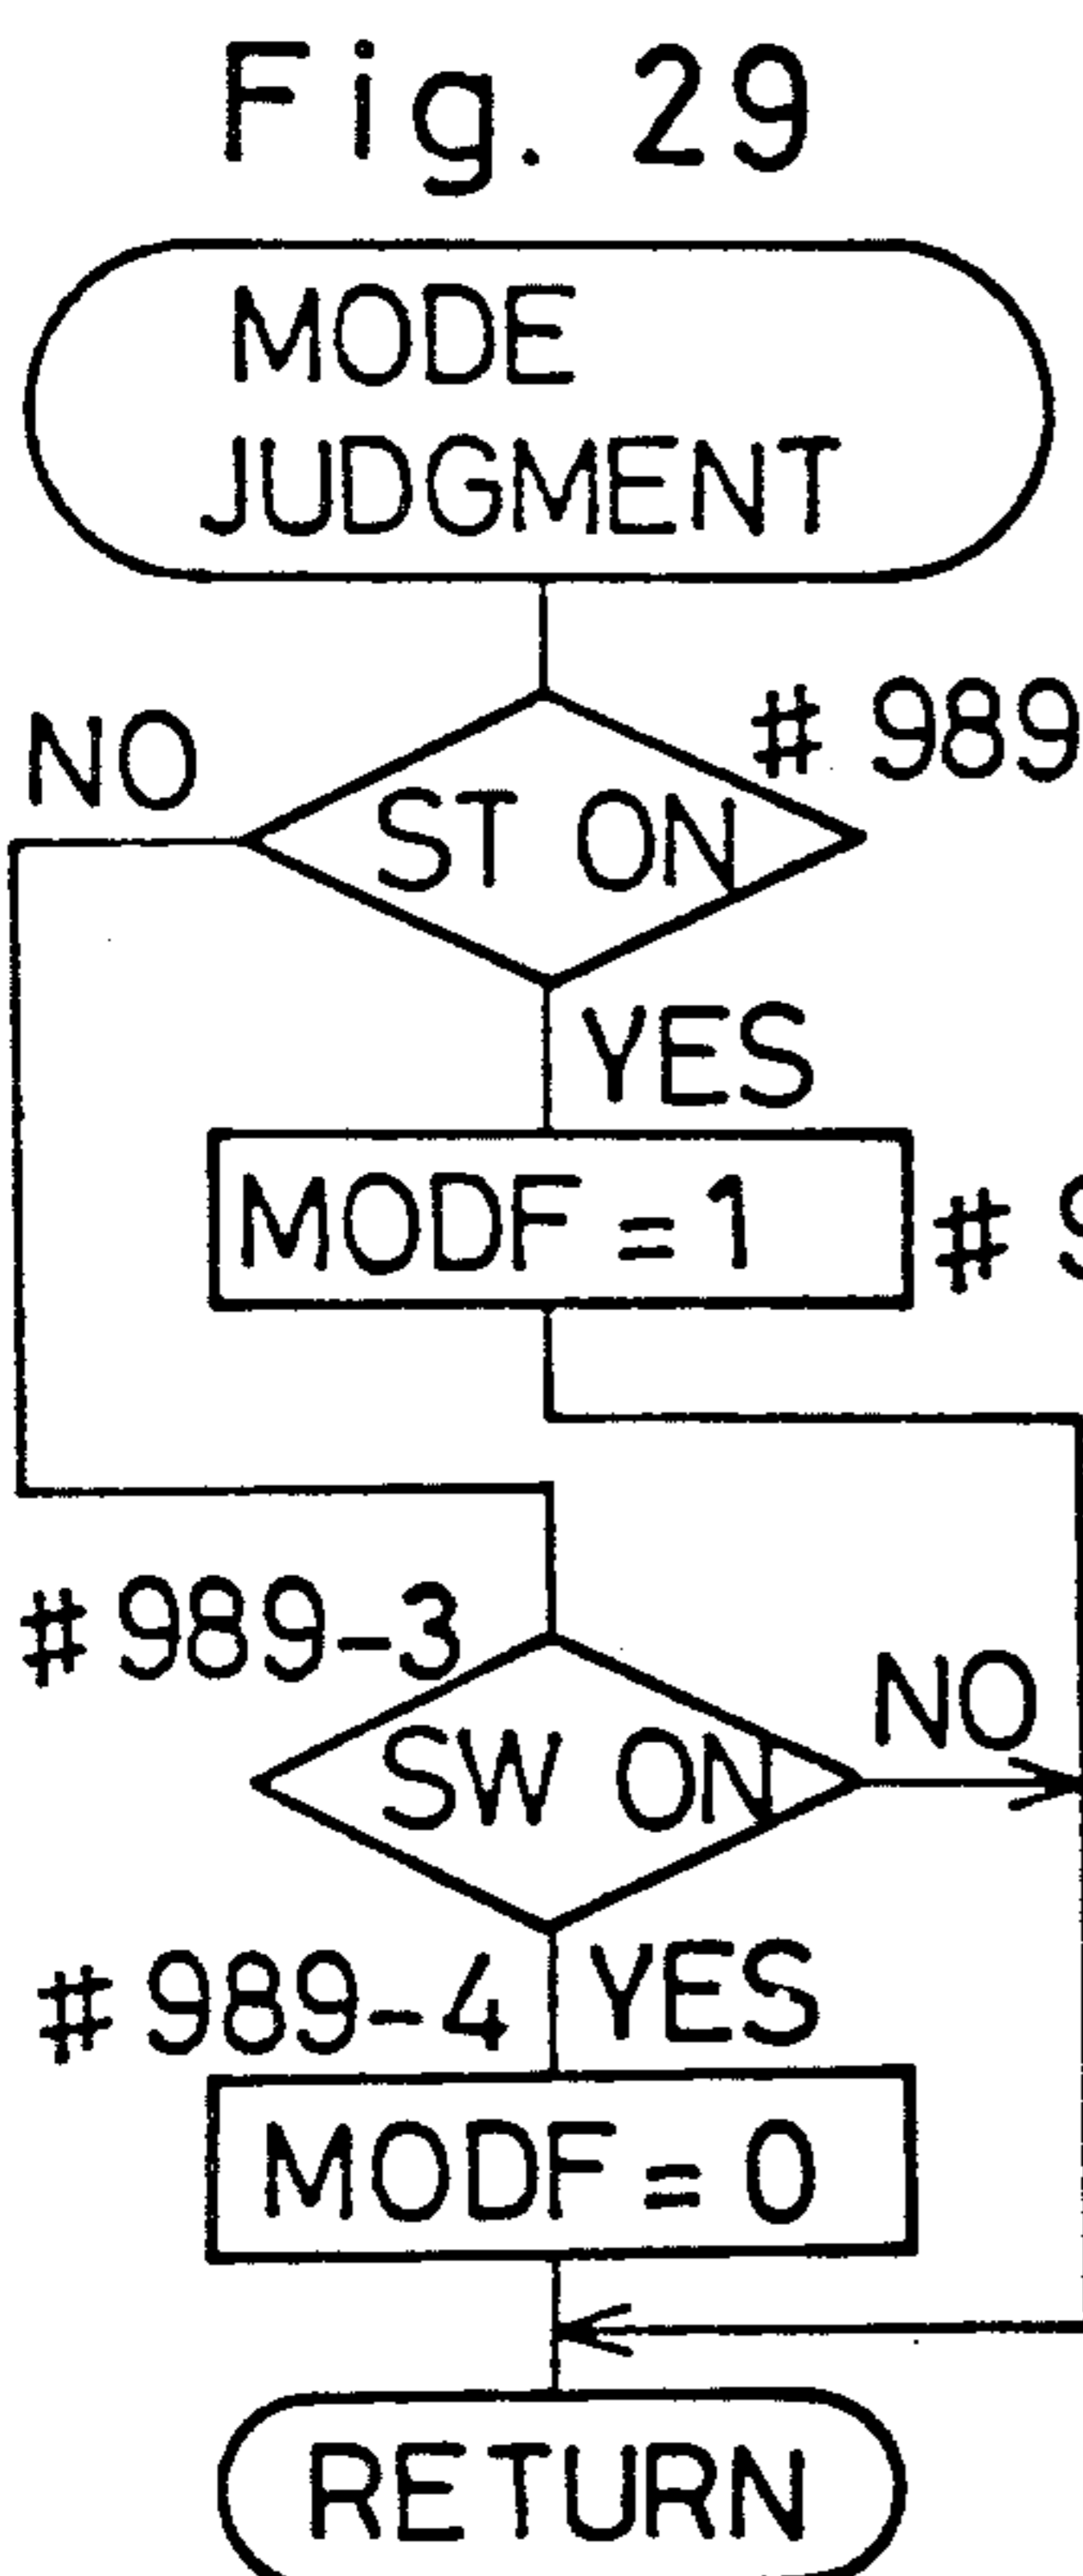 Fig. 29
MODE
JUDGMENT
NO
# 989
ST ON
YES
MODF = 1
#
# 989-3
NO
SW ON
# 989-4
YES
MODF = 0
RETURN